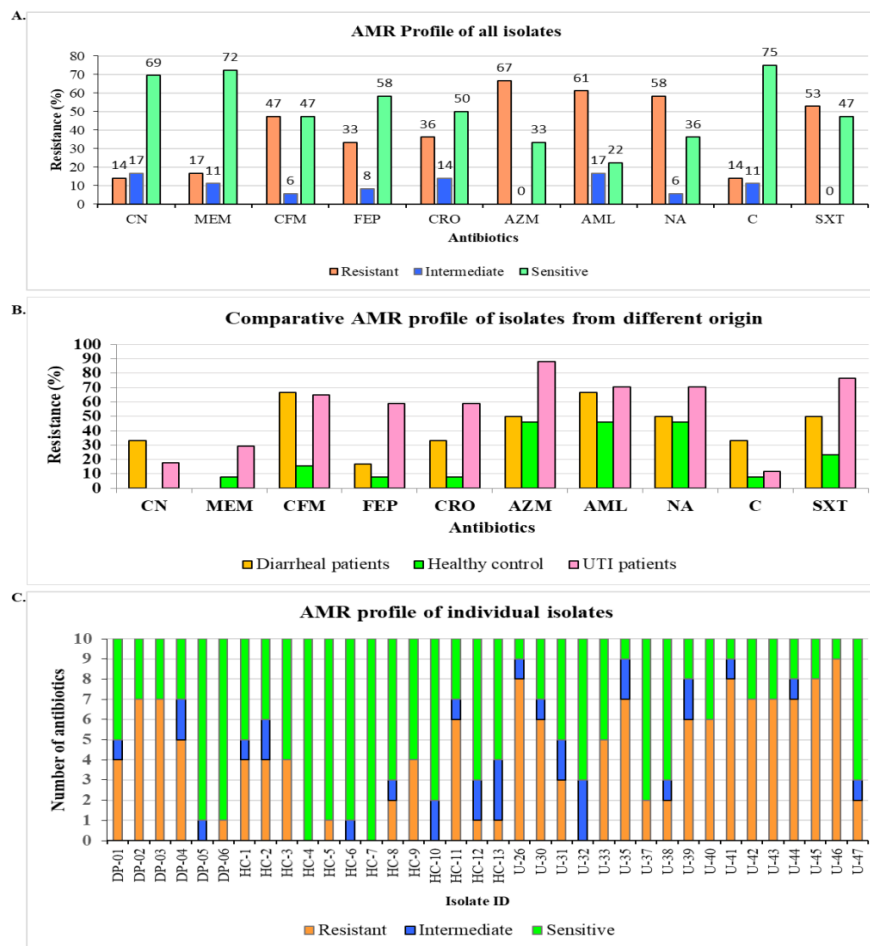 A.
AMR Profile of all isolates
Resistance (%)
80
70
60
50
40
30
20
10
0
14 17 69
17 11 72
47 6 47
33 8 58
36 14 50
67 0 33
61 17 22
58 6 36
14 11 75
53 0 47
CN MEM CFM FEP CRO AZM AML NA C SXT
Antibiotics
Resistant Intermediate Sensitive
B.
Comparative AMR profile of isolates from different origin
Resistance (%)
100
90
80
70
60
50
40
30
20
10
0
CN MEM CFM FEP CRO AZM AML NA C SXT
Antibiotics
Diarrheal patients Healthy control UTI patients
C.
AMR profile of individual isolates
Number of antibiotics
10
9
8
7
6
5
4
3
2
1
0
DP-01 DP-02 DP-03 DP-04 DP-05 DP-06 HC-1 HC-2 HC-3 HC-4 HC-5 HC-6 HC-7 HC-8 HC-9 HC-10 HC-11 HC-12 HC-13 U-26 U-30 U-31 U-32 U-33 U-35 U-37 U-38 U-39 U-40 U-41 U-42 U-43 U-44 U-45 U-46 U-47
Isolate ID
Resistant Intermediate Sensitive